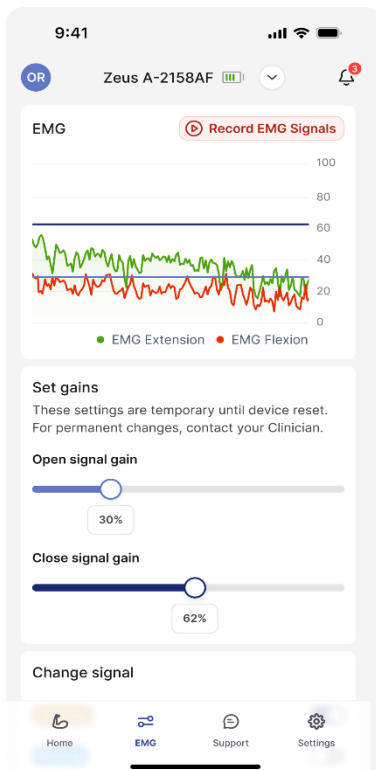 9:41
OR
Zeus A-2158AF
3
EMG
Record EMG Signals
100
80
60
40
20
0
EMG Extension
EMG Flexion
Set gains
These settings are temporary until device reset.
For permanent changes, contact your Clinician.
Open signal gain
30%
Close signal gain
62%
Change signal
Home
EMG
Support
Settings